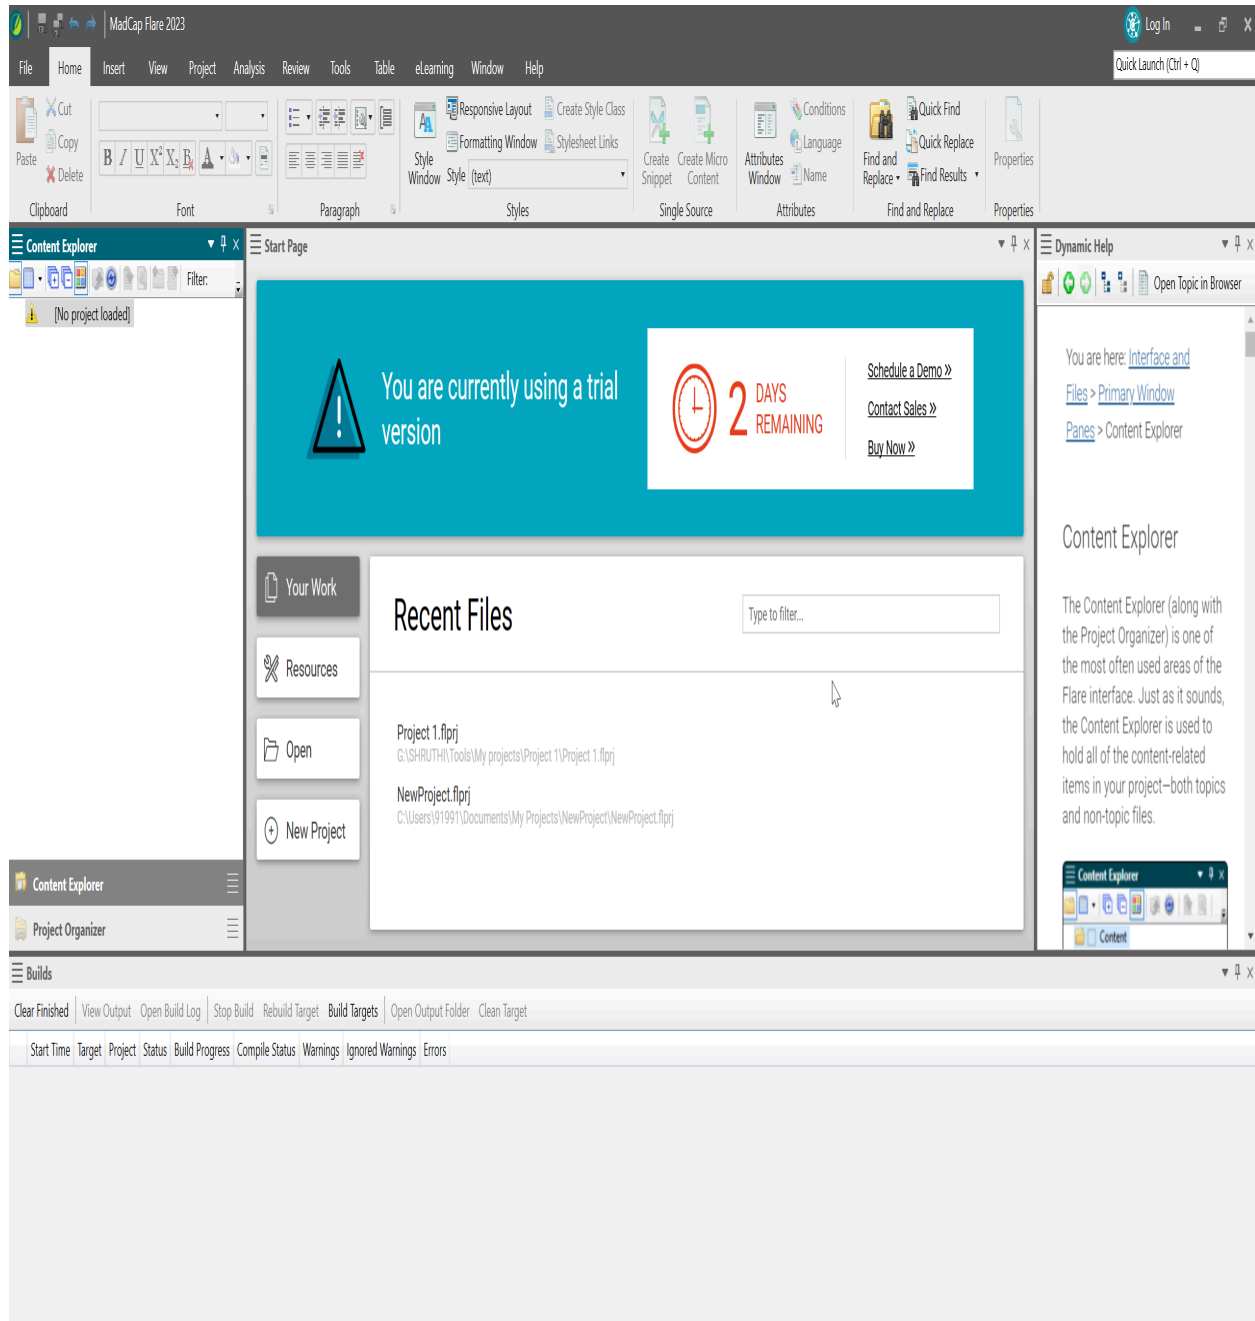 MadCap Flare 2023
Log In
File Home Insert View Project Analysis Review Tools Table eLearning Window Help
Quick Launch (Ctrl + Q)
Paste
Cut
Copy
Delete
Clipboard
B I U X² X₂ B A
Font
Paragraph
Style Window
Responsive Layout
Create Style Class
Formatting Window
Stylesheet Links
Style (text)
Styles
Create Snippet
Create Micro Content
Single Source
Attributes Window
Conditions
Language
Name
Attributes
Find and Replace
Quick Find
Quick Replace
Find Results
Find and Replace
Properties
Properties
Content Explorer
Filter:
[No project loaded]
Content Explorer
Project Organizer
Start Page
You are currently using a trial
version
2 DAYS
REMAINING
Schedule a Demo »
Contact Sales »
Buy Now »
Your Work
Resources
Open
New Project
Recent Files
Type to filter...
Project 1.flprj
G:\SHRUTHI\Tools\My projects\Project 1\Project 1.flprj
NewProject.flprj
C:\Users\91991\Documents\My Projects\NewProject\NewProject.flprj
Dynamic Help
Open Topic in Browser
You are here: Interface and
Files > Primary Window
Panes > Content Explorer
Content Explorer
The Content Explorer (along with
the Project Organizer) is one of
the most often used areas of the
Flare interface. Just as it sounds,
the Content Explorer is used to
hold all of the content-related
items in your project—both topics
and non-topic files.
Content Explorer
Content
Builds
Clear Finished View Output Open Build Log Stop Build Rebuild Target Build Targets Open Output Folder Clean Target
Start Time Target Project Status Build Progress Compile Status Warnings Ignored Warnings Errors